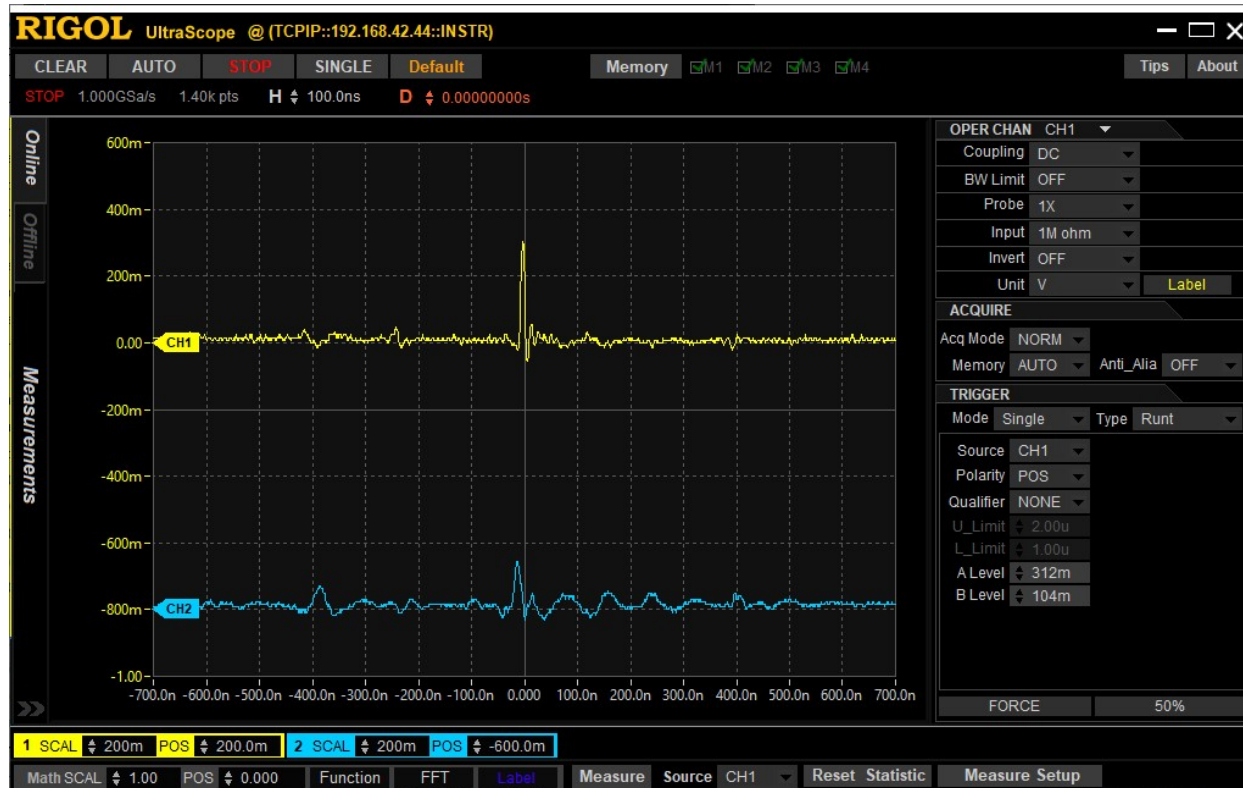 RIGOL UltraScope @ (TCPIP::192.168.42.44::INSTR)
CLEAR AUTO STOP SINGLE Default Memory M1 M2 M3 M4 Tips About
STOP 1.000GSa/s 1.40k pts H 100.0ns D 0.00000000s
Online
Offline
Measurements
600m
400m
200m
0.00
-200m
-400m
-600m
-800m
-1.00
CH1
CH2
-700.0n -600.0n -500.0n -400.0n -300.0n -200.0n -100.0n 0.000 100.0n 200.0n 300.0n 400.0n 500.0n 600.0n 700.0n
OPER CHAN CH1
Coupling DC
BW Limit OFF
Probe 1X
Input 1M ohm
Invert OFF
Unit V Label
ACQUIRE
Acq Mode NORM
Memory AUTO Anti_Alia OFF
TRIGGER
Mode Single Type Runt
Source CH1
Polarity POS
Qualifier NONE
U_Limit 2.00u
L_Limit 1.00u
A Level 312m
B Level 104m
FORCE 50%
1 SCAL 200m POS 200.0m 2 SCAL 200m POS -600.0m
Math SCAL 1.00 POS 0.000 Function FFT Label Measure Source CH1 Reset Statistic Measure Setup